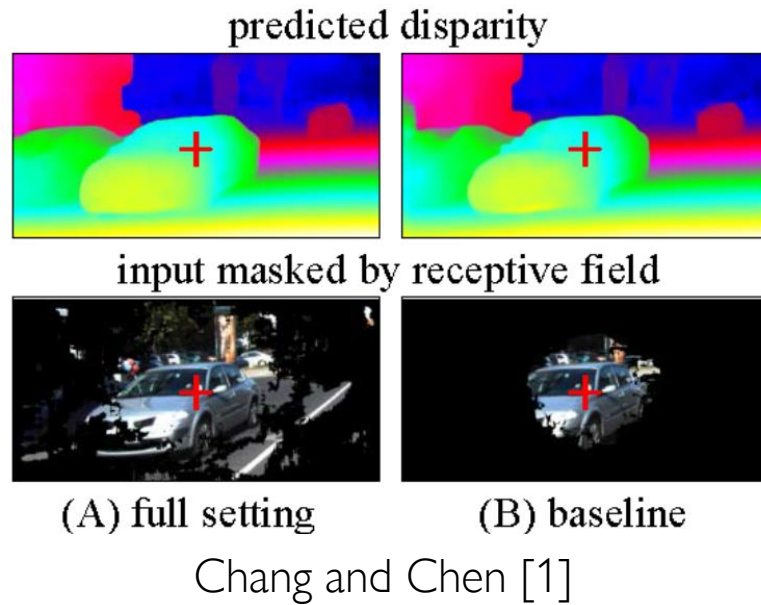 predicted disparity
input masked by receptive field
(A) full setting (B) baseline
Chang and Chen [1]